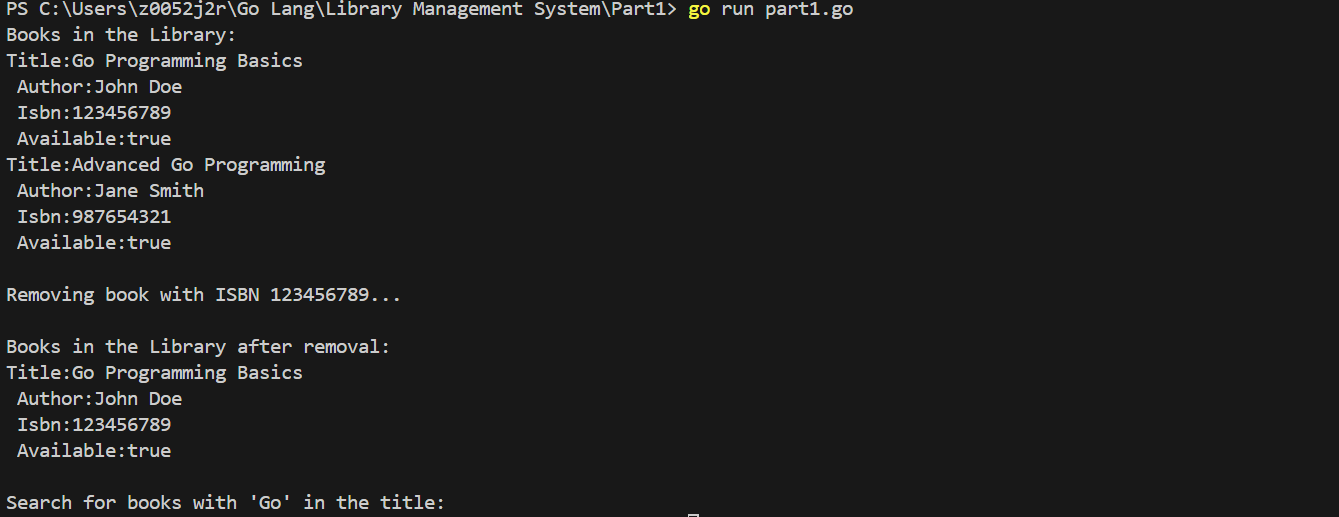 PS C:\Users\z0052j2r\Go Lang\Library Management System\Part1> go run part1.go
Books in the Library:
Title:Go Programming Basics
 Author:John Doe
 Isbn:123456789
 Available:true
Title:Advanced Go Programming
 Author:Jane Smith
 Isbn:987654321
 Available:true

Removing book with ISBN 123456789...

Books in the Library after removal:
Title:Go Programming Basics
 Author:John Doe
 Isbn:123456789
 Available:true

Search for books with 'Go' in the title: